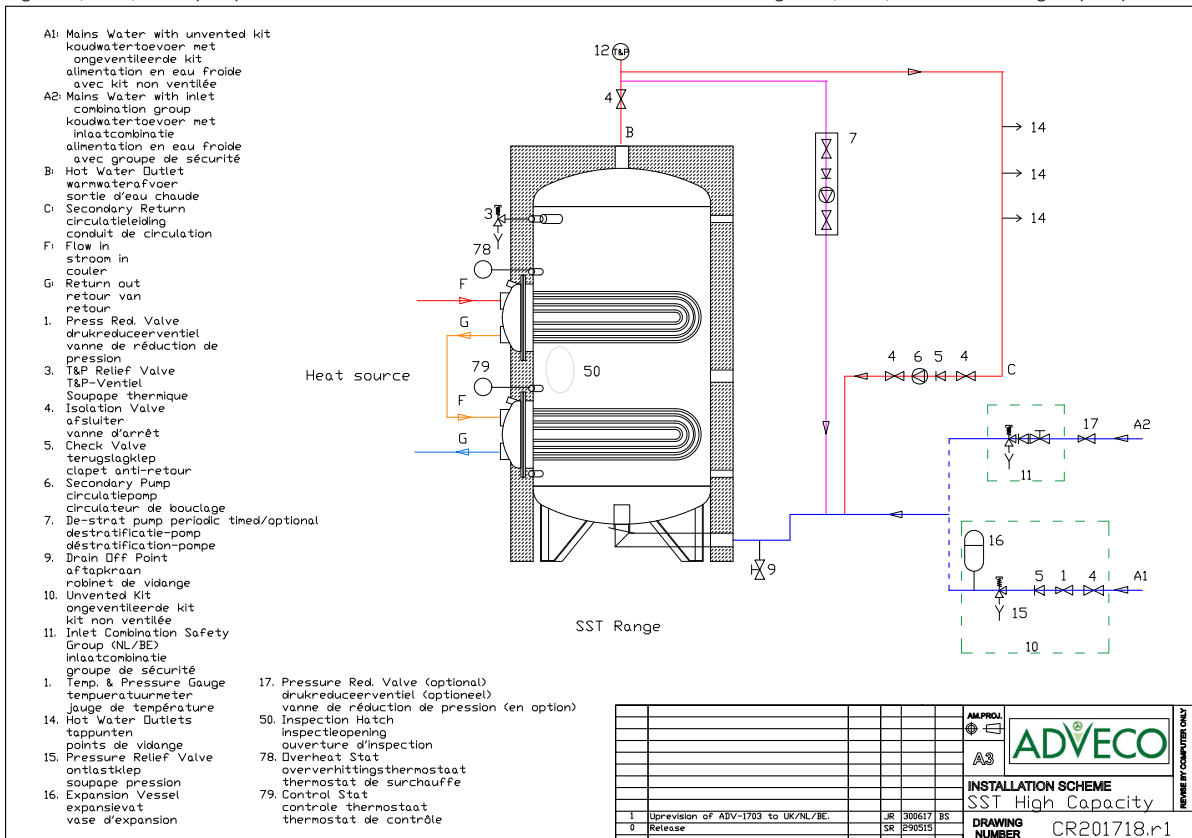 A1: Mains Water with unvented kit
koudwatertoevoer met
ongeventileerde kit
alimentation en eau froide
avec kit non ventilée
A2: Mains Water with inlet
combination group
koudwatertoevoer met
inlaatcombinatie
alimentation en eau froide
avec groupe de sécurité
B: Hot Water Outlet
warmwaterafvoer
sortie d'eau chaude
C: Secondary Return
circulatieleiding
conduit de circulation
F: Flow in
stroom in
couler
G: Return out
retour van
retour
1. Press Red. Valve
drukreduceerventiel
vanne de réduction de
pression
3. T&P Relief Valve
T&P-Ventiel
Soupape thermique
4. Isolation Valve
afsluiter
vanne d'arrêt
5. Check Valve
terugslagklep
clapet anti-retour
6. Secondary Pump
circulatiepomp
circulateur de bouclage
7. De-strat pump periodic timed/optional
destratificatie-pomp
déstratification-pompe
9. Drain Off Point
aftapkraan
robinet de vidange
10. Unvented Kit
ongeventileerde kit
kit non ventilée
11. Inlet Combination Safety
Group (NL/BE)
inlaatcombinatie
groupe de sécurité
1. Temp. & Pressure Gauge
tempueratuurmeter
jauge de température
14. Hot Water Outlets
tappunten
points de vidange
15. Pressure Relief Valve
ontlastklep
soupape pression
16. Expansion Vessel
expansievat
vase d'expansion
17. Pressure Red. Valve (optional)
drukreduceerventiel (optioneel)
vanne de réduction de pression (en option)
50. Inspection Hatch
inspectieopening
ouverture d'inspection
78. Overheat Stat
oververhittingsthermostaat
thermostat de surchauffe
79. Control Stat
controle thermostaat
thermostat de contrôle
12 T&P
4
B
7
14
14
14
3
78
F
G
Heat source
79
50
F
G
4 6 5 4
C
17 A2
11
16
5 1 4 A1
15
10
9
SST Range
1 Uprevision of ADV-1703 to UK/NL/BE. JR 300617 BS
0 Release SR 290515
AM.PROJ.
A3
ADVECO
REVISE BY COMPUTER ONLY
INSTALLATION SCHEME
SST High Capacity
DRAWING
NUMBER
CR201718.r1